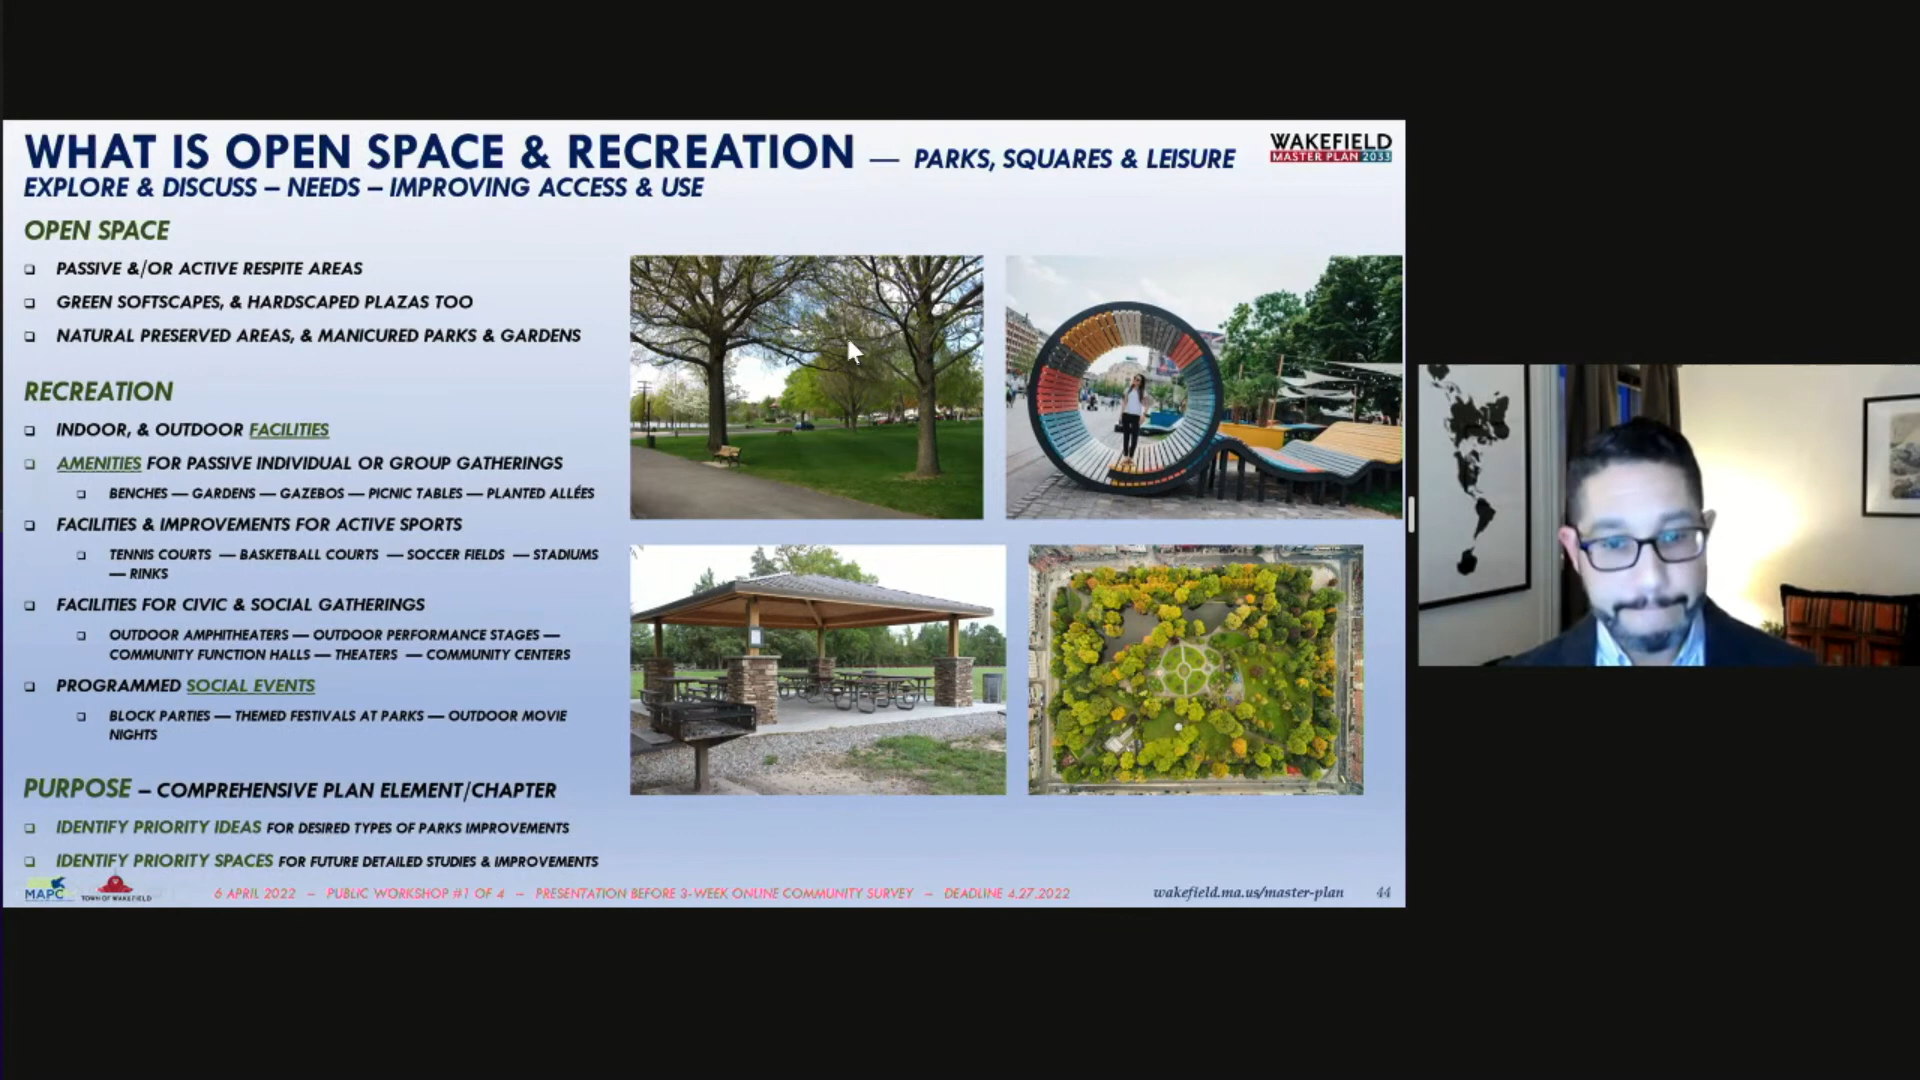 WHAT IS OPEN SPACE & RECREATION — PARKS, SQUARES & LEISURE
WAKEFIELD
MASTER PLAN 2033
EXPLORE & DISCUSS – NEEDS – IMPROVING ACCESS & USE
OPEN SPACE
PASSIVE &/OR ACTIVE RESPITE AREAS
GREEN SOFTSCAPES, & HARDSCAPED PLAZAS TOO
NATURAL PRESERVED AREAS, & MANICURED PARKS & GARDENS
RECREATION
INDOOR, & OUTDOOR FACILITIES
AMENITIES FOR PASSIVE INDIVIDUAL OR GROUP GATHERINGS
BENCHES — GARDENS — GAZEBOS — PICNIC TABLES — PLANTED ALLÉES
FACILITIES & IMPROVEMENTS FOR ACTIVE SPORTS
TENNIS COURTS — BASKETBALL COURTS — SOCCER FIELDS — STADIUMS
— RINKS
FACILITIES FOR CIVIC & SOCIAL GATHERINGS
OUTDOOR AMPHITHEATERS — OUTDOOR PERFORMANCE STAGES —
COMMUNITY FUNCTION HALLS — THEATERS — COMMUNITY CENTERS
PROGRAMMED SOCIAL EVENTS
BLOCK PARTIES — THEMED FESTIVALS AT PARKS — OUTDOOR MOVIE
NIGHTS
PURPOSE – COMPREHENSIVE PLAN ELEMENT/CHAPTER
IDENTIFY PRIORITY IDEAS FOR DESIRED TYPES OF PARKS IMPROVEMENTS
IDENTIFY PRIORITY SPACES FOR FUTURE DETAILED STUDIES & IMPROVEMENTS
MAPC
TOWN OF WAKEFIELD
6 APRIL 2022 – PUBLIC WORKSHOP #1 OF 4 – PRESENTATION BEFORE 3-WEEK ONLINE COMMUNITY SURVEY – DEADLINE 4.27.2022
wakefield.ma.us/master-plan
44